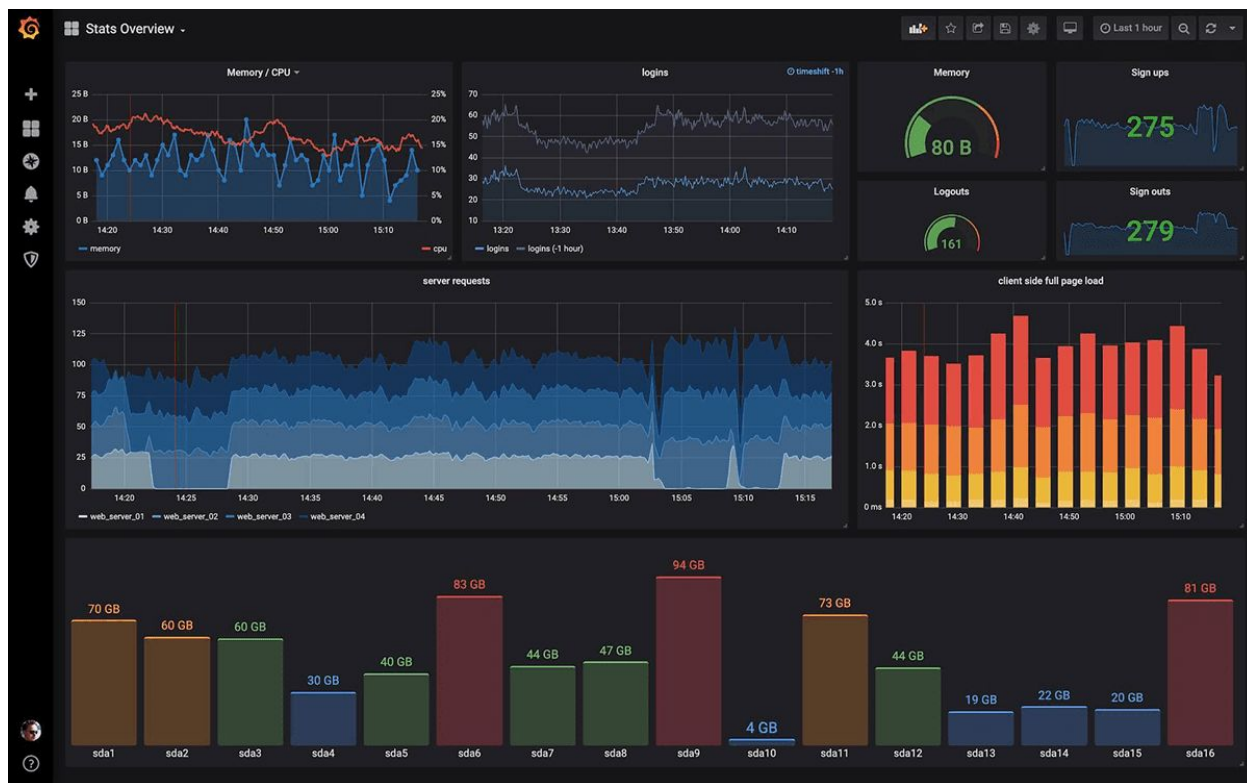 Stats Overview
Last 1 hour
Memory / CPU
25 B
20 B
15 B
10 B
5 B
0 B
25%
20%
15%
10%
5%
0%
14:20 14:30 14:40 14:50 15:00 15:10
memory
cpu
logins
timeshift -1h
70
60
50
40
30
20
10
13:20 13:30 13:40 13:50 14:00 14:10
logins logins (-1 hour)
Memory
80 B
Sign ups
275
Logouts
161
Sign outs
279
server requests
150
125
100
75
50
25
0
14:20 14:25 14:30 14:35 14:40 14:45 14:50 14:55 15:00 15:05 15:10 15:15
web_server_01 web_server_02 web_server_03 web_server_04
client side full page load
5.0 s
4.0 s
3.0 s
2.0 s
1.0 s
0 ms
14:20 14:30 14:40 14:50 15:00 15:10
70 GB 60 GB 60 GB 30 GB 40 GB 83 GB 44 GB 47 GB 94 GB 4 GB 73 GB 44 GB 19 GB 22 GB 20 GB 81 GB
sda1 sda2 sda3 sda4 sda5 sda6 sda7 sda8 sda9 sda10 sda11 sda12 sda13 sda14 sda15 sda16